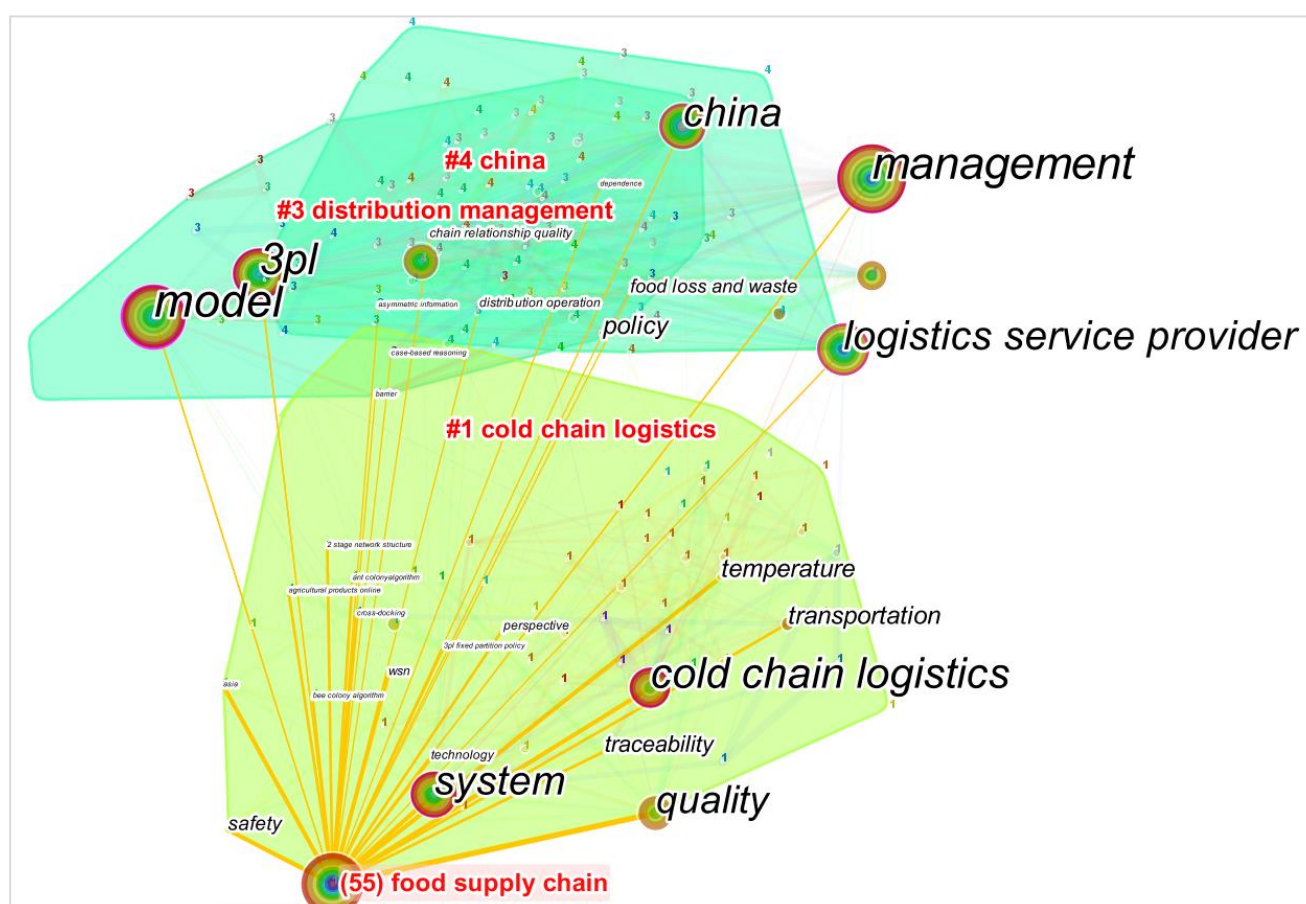 china
management
#4 china
dependence
#3 distribution management
chain relationship quality
3pl
model
asymmetric information
distribution operation
food loss and waste
policy
logistics service provider
case-based reasoning
barrier
#1 cold chain logistics
2 stage network structure
temperature
ant colonyalgorithm
agricultural products online
cross-docking
transportation
perspective
3pl fixed partition policy
wsn
cold chain logistics
asia
bee colony algorithm
traceability
technology
system
quality
safety
(55) food supply chain